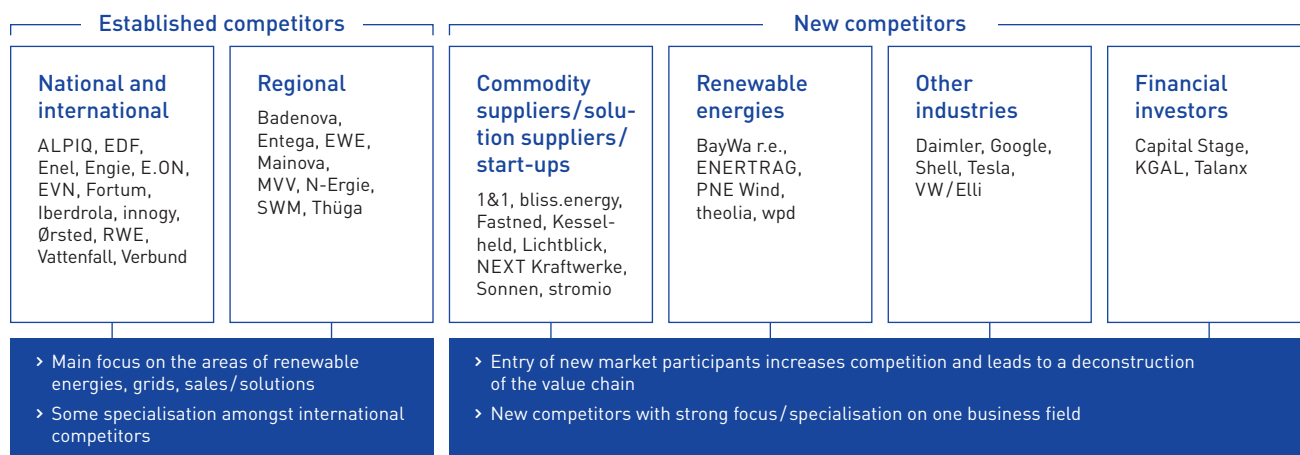 Established competitors
New competitors
National and
international
ALPIQ, EDF,
Enel, Engie, E.ON,
EVN, Fortum,
Iberdrola, innogy,
Ørsted, RWE,
Vattenfall, Verbund
Regional
Badenova,
Entega, EWE,
Mainova,
MVV, N-Ergie,
SWM, Thüga
Commodity
suppliers/solu-
tion suppliers/
start-ups
1&1, bliss.energy,
Fastned, Kessel-
held, Lichtblick,
NEXT Kraftwerke,
Sonnen, stromio
Renewable
energies
BayWa r.e.,
ENERTRAG,
PNE Wind,
theolia, wpd
Other
industries
Daimler, Google,
Shell, Tesla,
VW/Elli
Financial
investors
Capital Stage,
KGAL, Talanx
› Main focus on the areas of renewable
energies, grids, sales/solutions
› Some specialisation amongst international
competitors
› Entry of new market participants increases competition and leads to a deconstruction
of the value chain
› New competitors with strong focus/specialisation on one business field